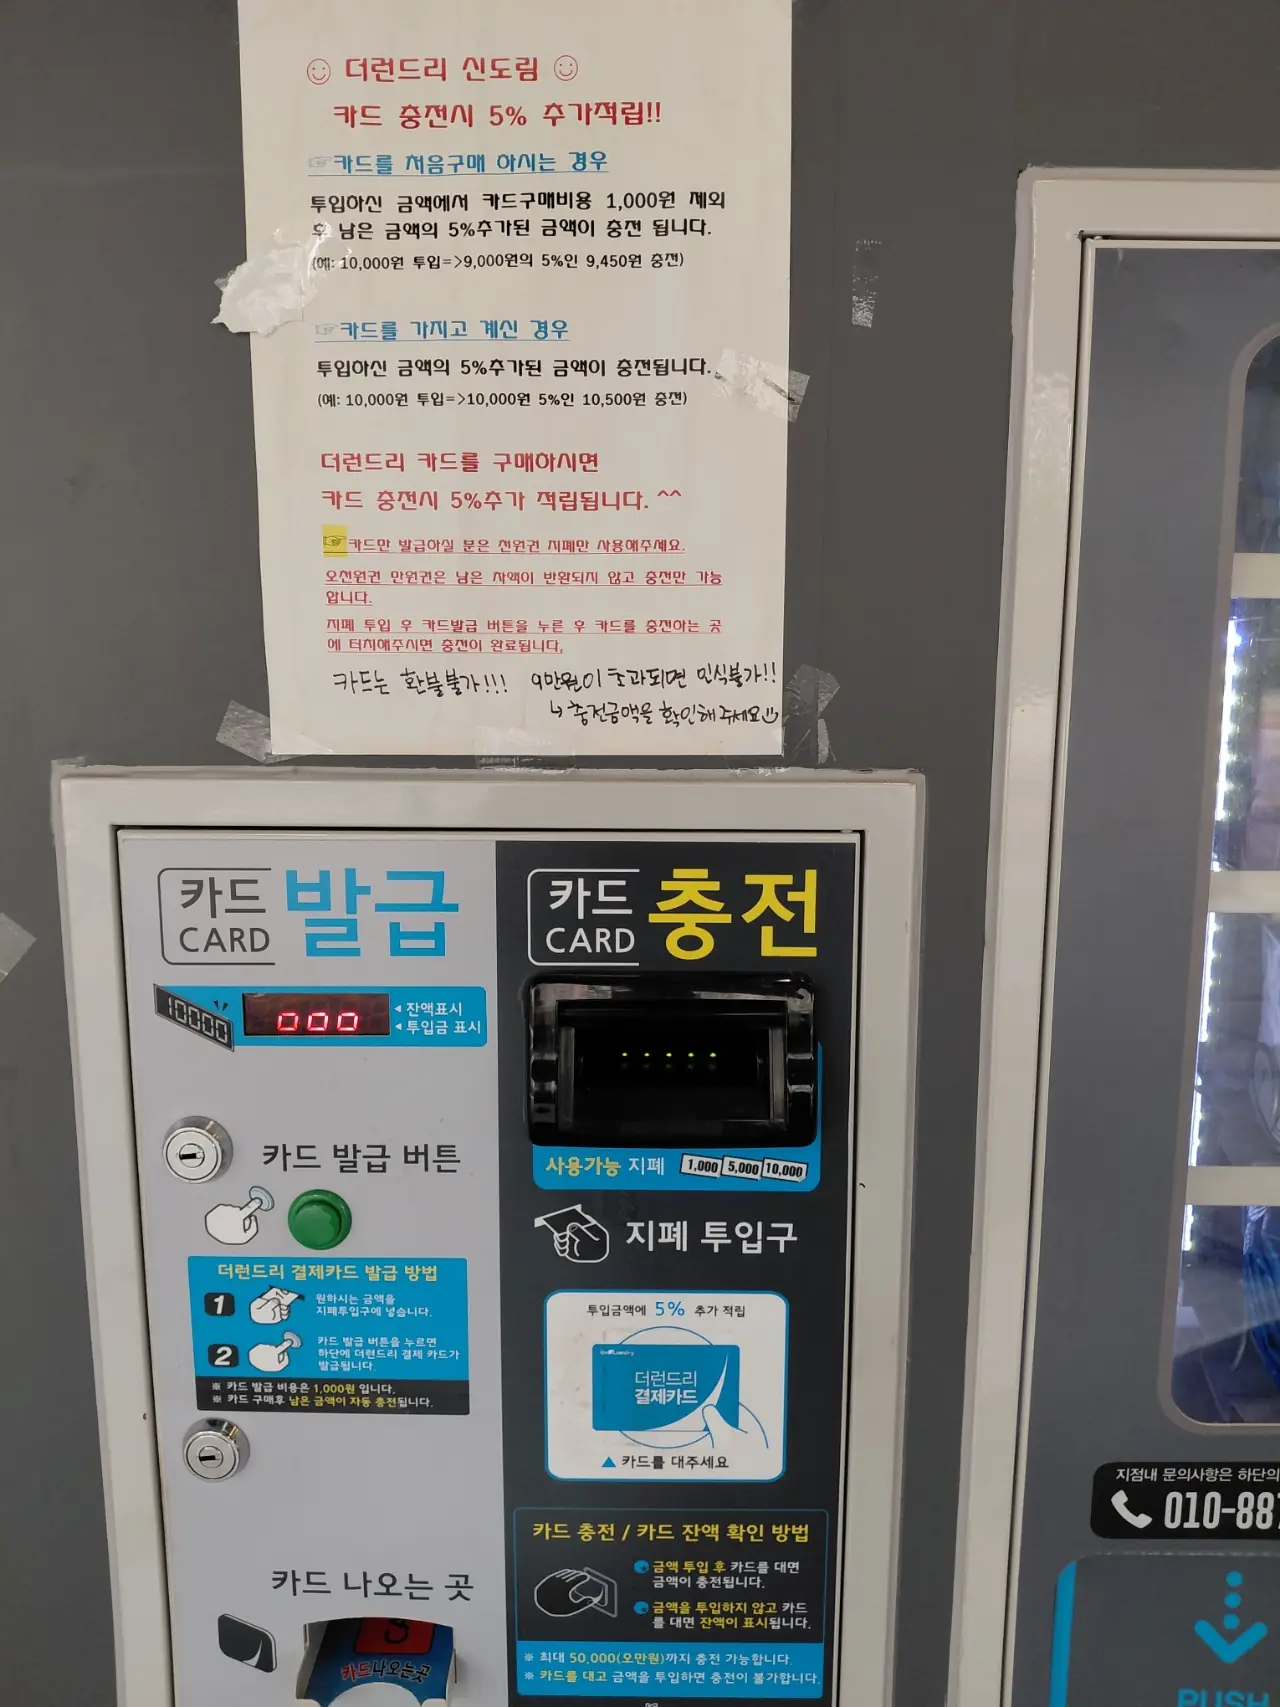 더런드리 신도림
카드 충전시 5% 추가적립!!
☞카드를 처음구매 하시는 경우
투입하신 금액에서 카드구매비용 1,000원 제외
후 남은 금액의 5%추가된 금액이 충전 됩니다.
(예: 10,000원 투입=>9,000원의 5%인 9,450원 충전)
☞카드를 가지고 계신 경우
투입하신 금액의 5%추가된 금액이 충전됩니다.
(예: 10,000원 투입=>10,000원 5%인 10,500원 충전)
더런드리 카드를 구매하시면
카드 충전시 5%추가 적립됩니다. ^^
☞카드만 발급하실 분은 천원권 지폐만 사용해주세요.
오천원권 만원권은 남은 차액이 반환되지 않고 충전만 가능
합니다.
지폐 투입 후 카드발급 버튼을 누른 후 카드를 충전하는 곳
에 터치해주시면 충전이 완료됩니다,
카드는 환불불가!!! 9만원이 초과되면 인식불가!!
↳충전금액을 확인해주세요
카드 CARD 발급
카드 CARD 충전
10000
000
◂ 잔액표시
◂ 투입금 표시
사용가능 지폐 1,000 5,000 10,000
카드 발급 버튼
지폐 투입구
더런드리 결제카드 발급 방법
1 원하시는 금액을
지폐투입구에 넣습니다.
2 카드 발급 버튼을 누르면
하단에 더런드리 결제 카드가
발급됩니다.
※ 카드 발급 비용은 1,000원 입니다.
※ 카드 구매후 남은 금액이 자동 충전됩니다.
투입금액에 5% 추가 적립
더런드리
결제카드
▲ 카드를 대주세요
카드 충전 / 카드 잔액 확인 방법
금액 투입 후 카드를 대면
금액이 충전됩니다.
금액을 투입하지 않고 카드
를 대면 잔액이 표시됩니다.
※ 최대 50,000(오만원)까지 충전 가능합니다.
※ 카드를 대고 금액을 투입하면 충전이 불가합니다.
카드 나오는 곳
카드나오는곳
지점내 문의사항은 하단의
010-887
PUSH